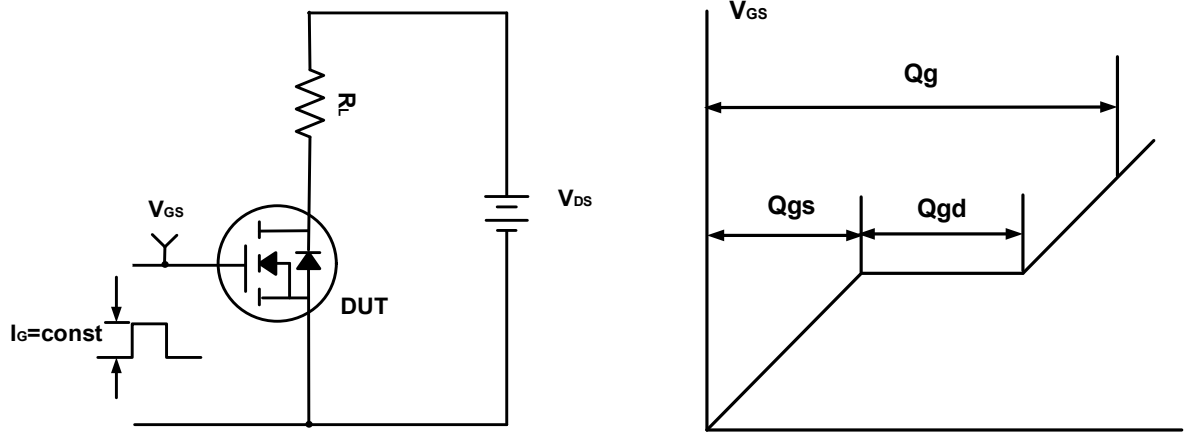 RL
VGS
VDS
DUT
IG=const
VGS
Qg
Qgs
Qgd